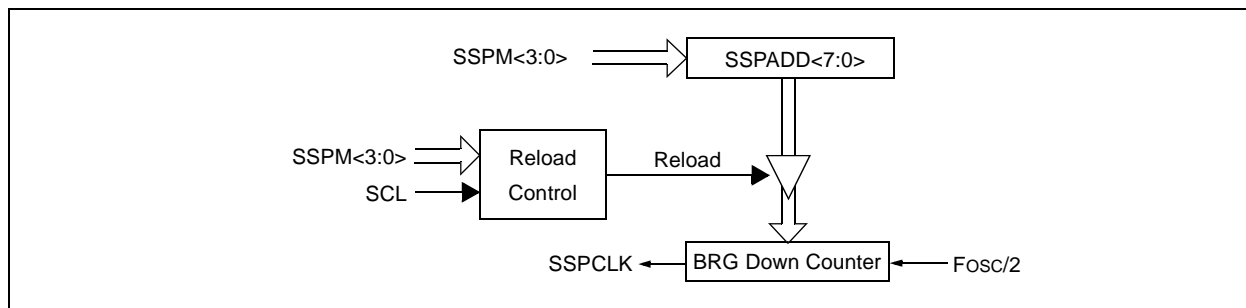 SSPM<3:0>
SSPADD<7:0>
SSPM<3:0>
SCL
Reload
Control
Reload
SSPCLK
BRG Down Counter
FOSC/2